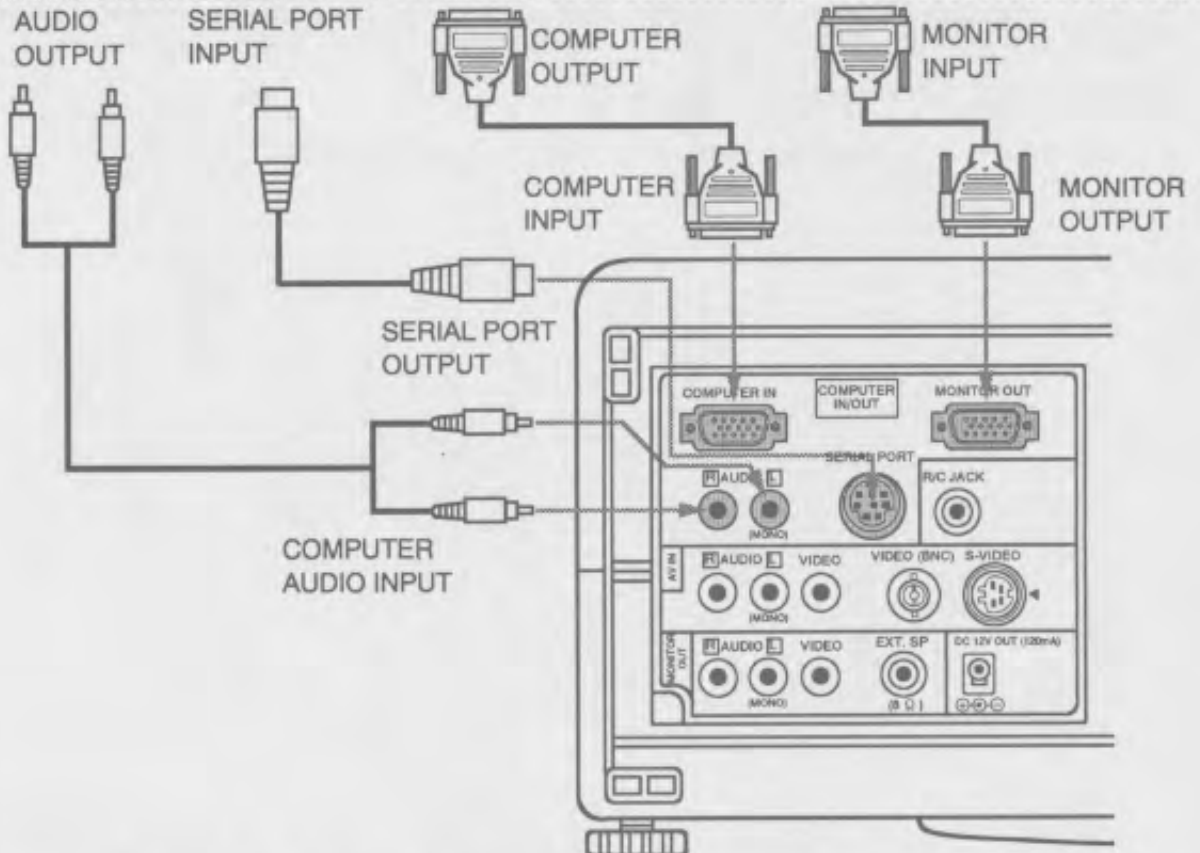 AUDIO
OUTPUT
SERIAL PORT
INPUT
COMPUTER
OUTPUT
MONITOR
INPUT
COMPUTER
INPUT
MONITOR
OUTPUT
SERIAL PORT
OUTPUT
COMPUTER
AUDIO INPUT
COMPUTER IN
COMPUTER
IN/OUT
MONITOR OUT
SERIAL PORT
R AUDIO L
(MONO)
R/C JACK
AV IN
R AUDIO L
(MONO)
VIDEO
VIDEO (BNC)
S-VIDEO
MONITOR
OUT
R AUDIO L
(MONO)
VIDEO
EXT. SP
(8 Ω)
DC 12V OUT (120mA)